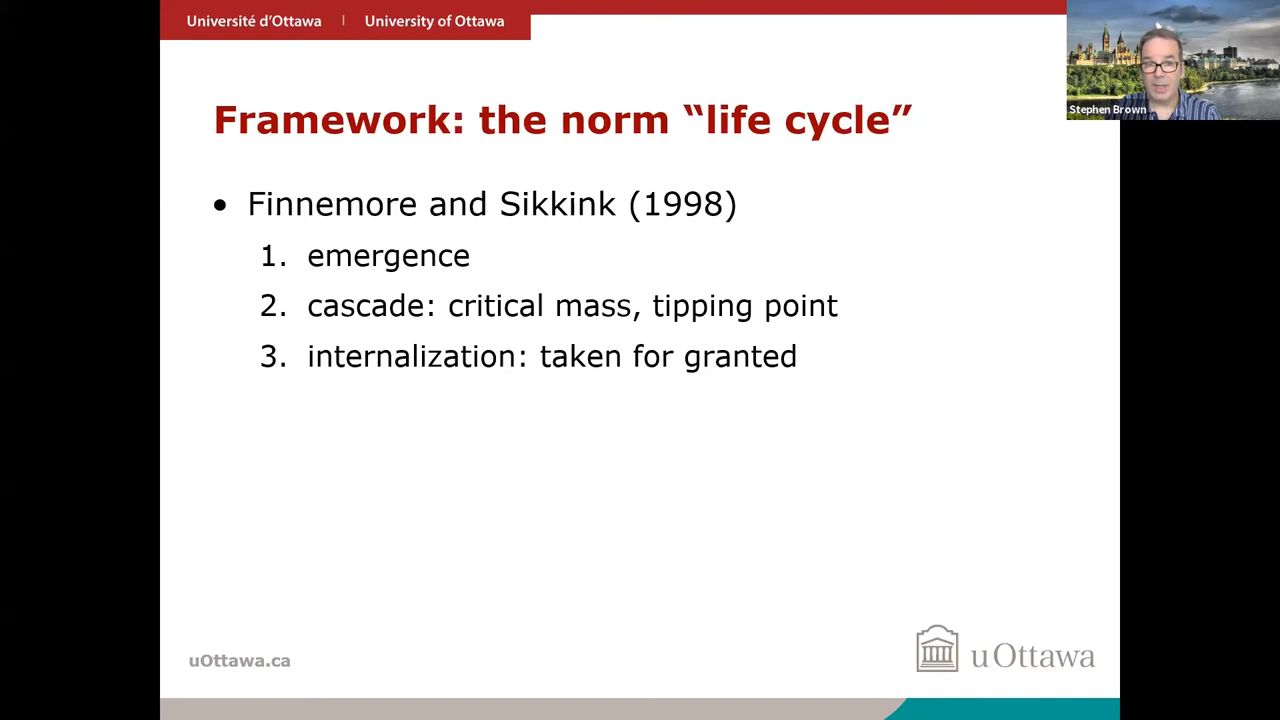 Université d'Ottawa | University of Ottawa
Stephen Brown
Framework: the norm “life cycle”
• Finnemore and Sikkink (1998)
1. emergence
2. cascade: critical mass, tipping point
3. internalization: taken for granted
uOttawa.ca
uOttawa